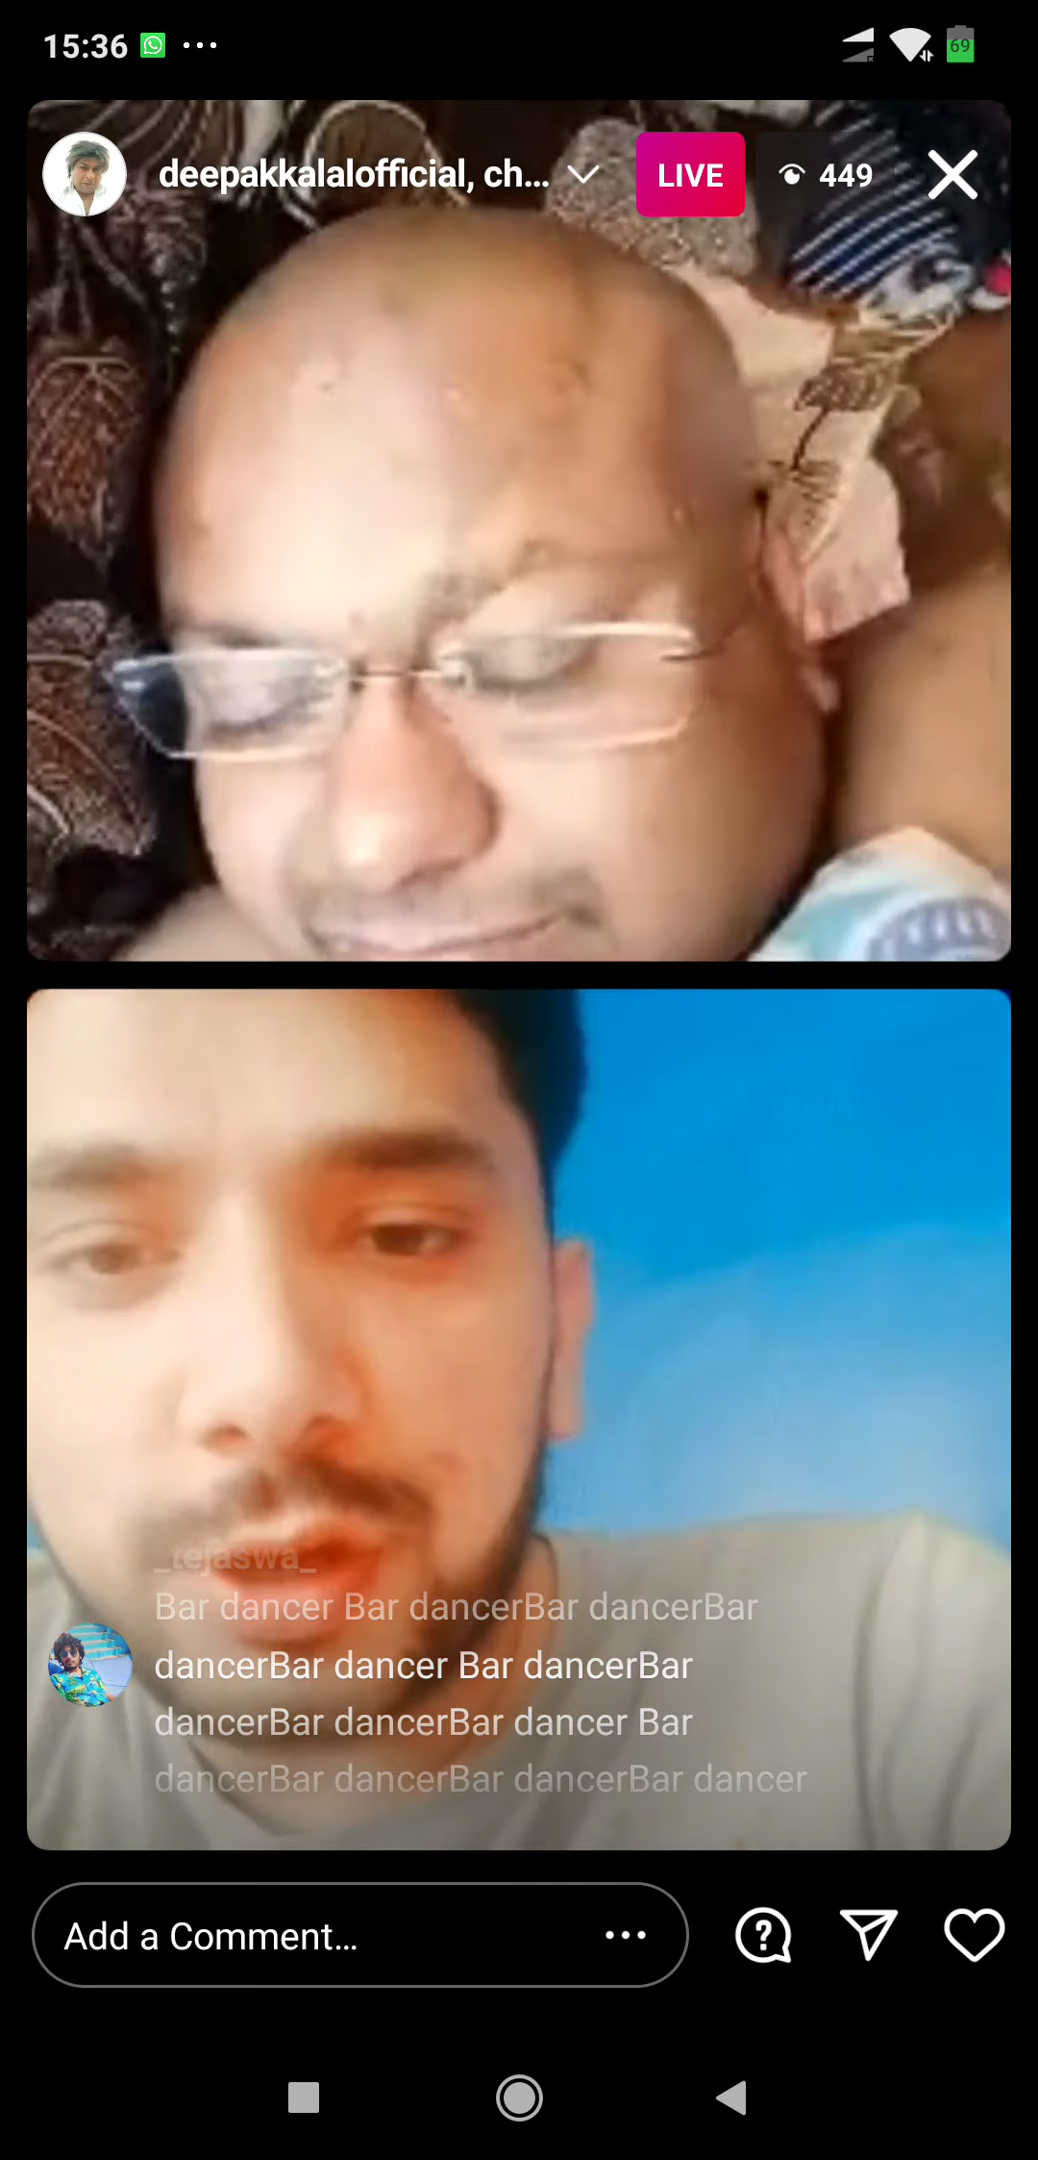 15:36
69
deepakkalalofficial, ch...
LIVE
449
_tejaswa_
Bar dancer Bar dancerBar dancerBar
dancerBar dancer Bar dancerBar
dancerBar dancerBar dancer Bar
dancerBar dancerBar dancerBar dancer
Add a Comment...